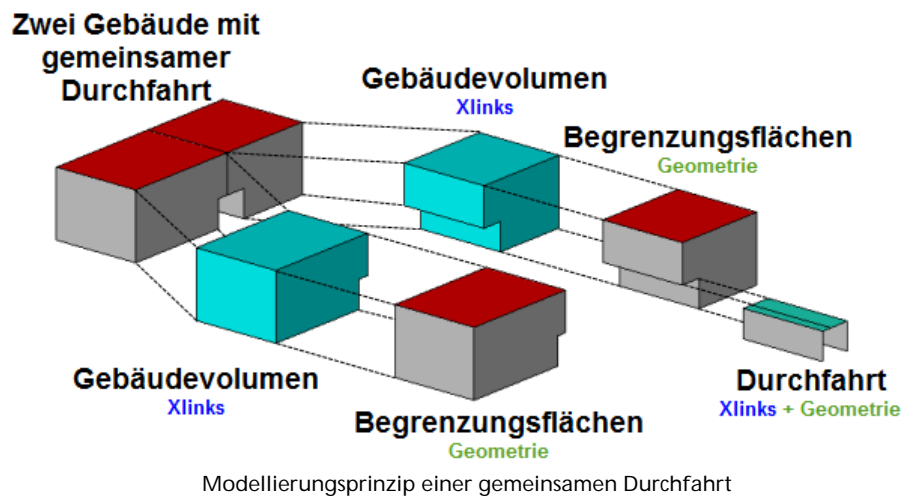 Zwei Gebäude mit
gemeinsamer
Durchfahrt
Gebäudevolumen
Xlinks
Begrenzungsflächen
Geometrie
Gebäudevolumen
Xlinks
Begrenzungsflächen
Geometrie
Durchfahrt
Xlinks + Geometrie
Modellierungsprinzip einer gemeinsamen Durchfahrt